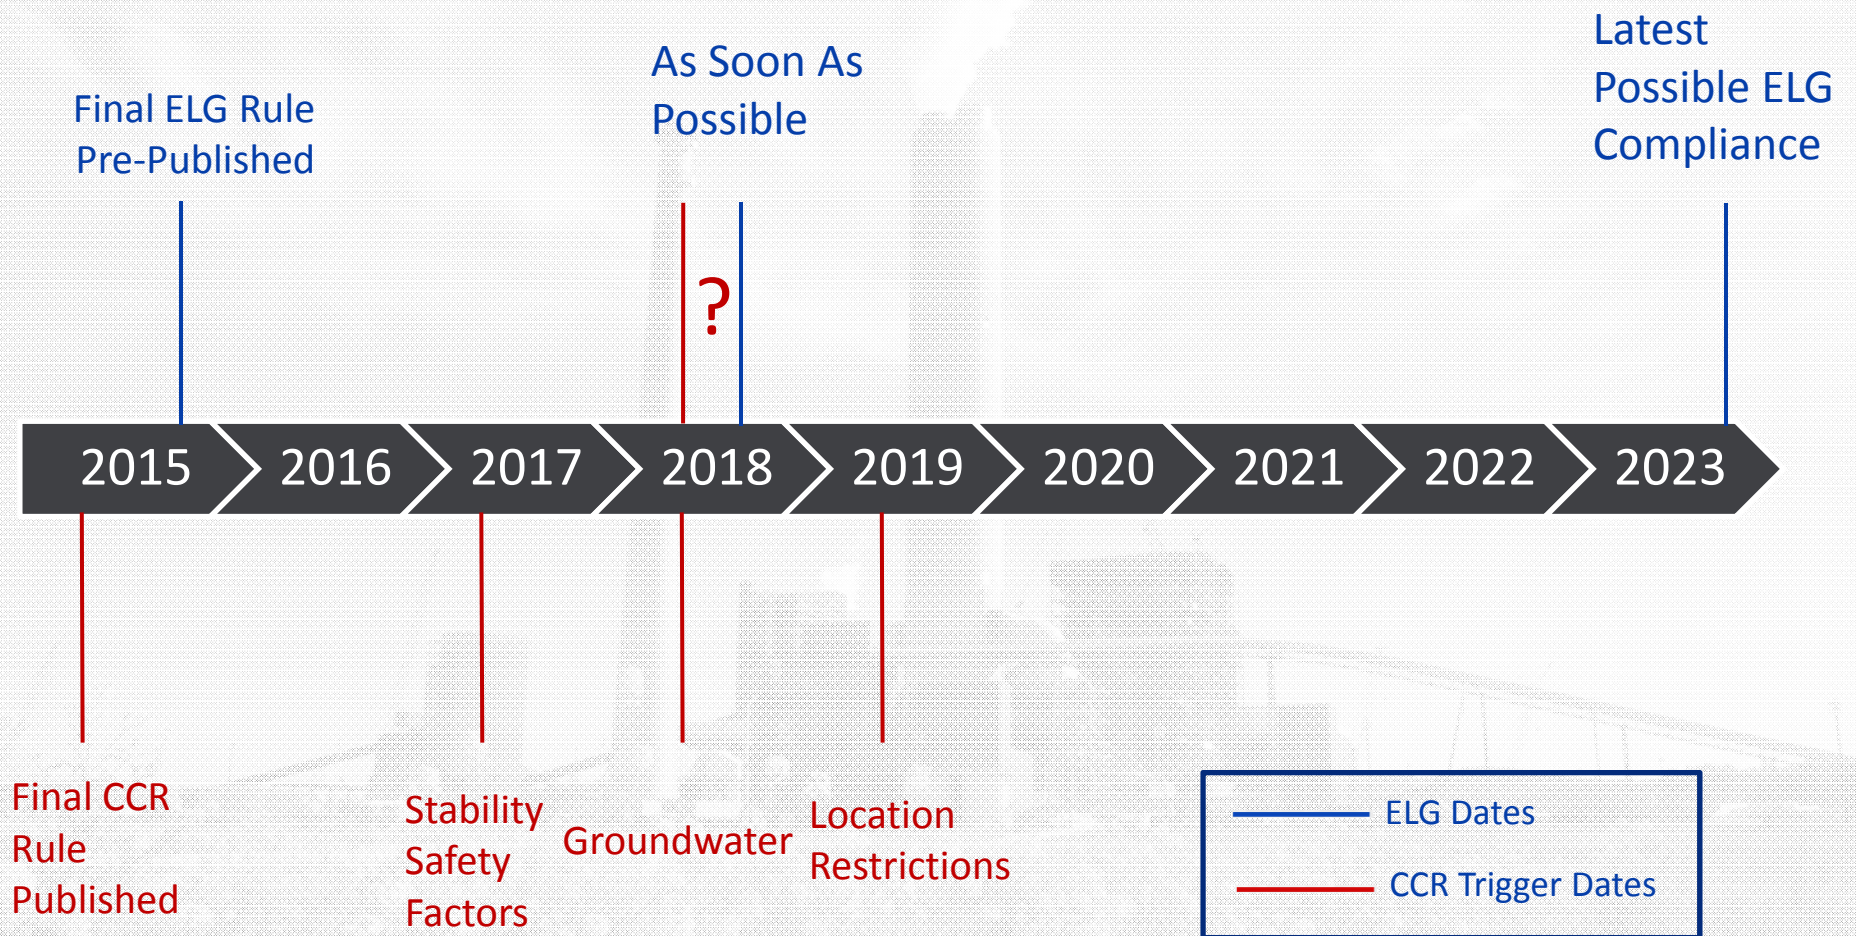 Final ELG Rule
Pre-Published
As Soon As
Possible
Latest
Possible ELG
Compliance
?
2015
2016
2017
2018
2019
2020
2021
2022
2023
Final CCR
Rule
Published
Stability
Safety
Factors
Groundwater
Location
Restrictions
ELG Dates
CCR Trigger Dates